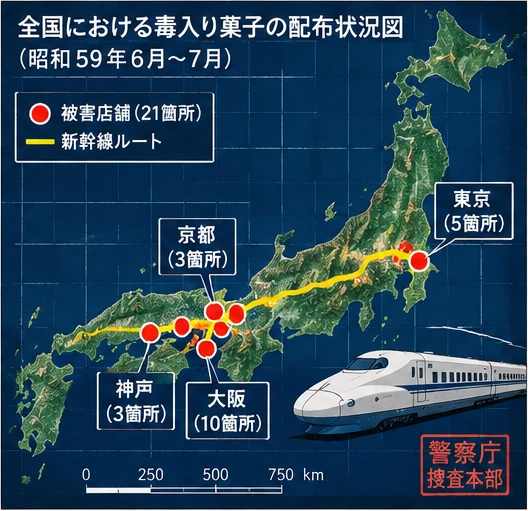 全国における毒入り菓子の配布状況図
（昭和59年6月～7月）
被害店舗（21箇所）
新幹線ルート
東京
（5箇所）
京都
（3箇所）
神戸
（3箇所）
大阪
（10箇所）
0 250 500 750 km
警察庁
捜査本部